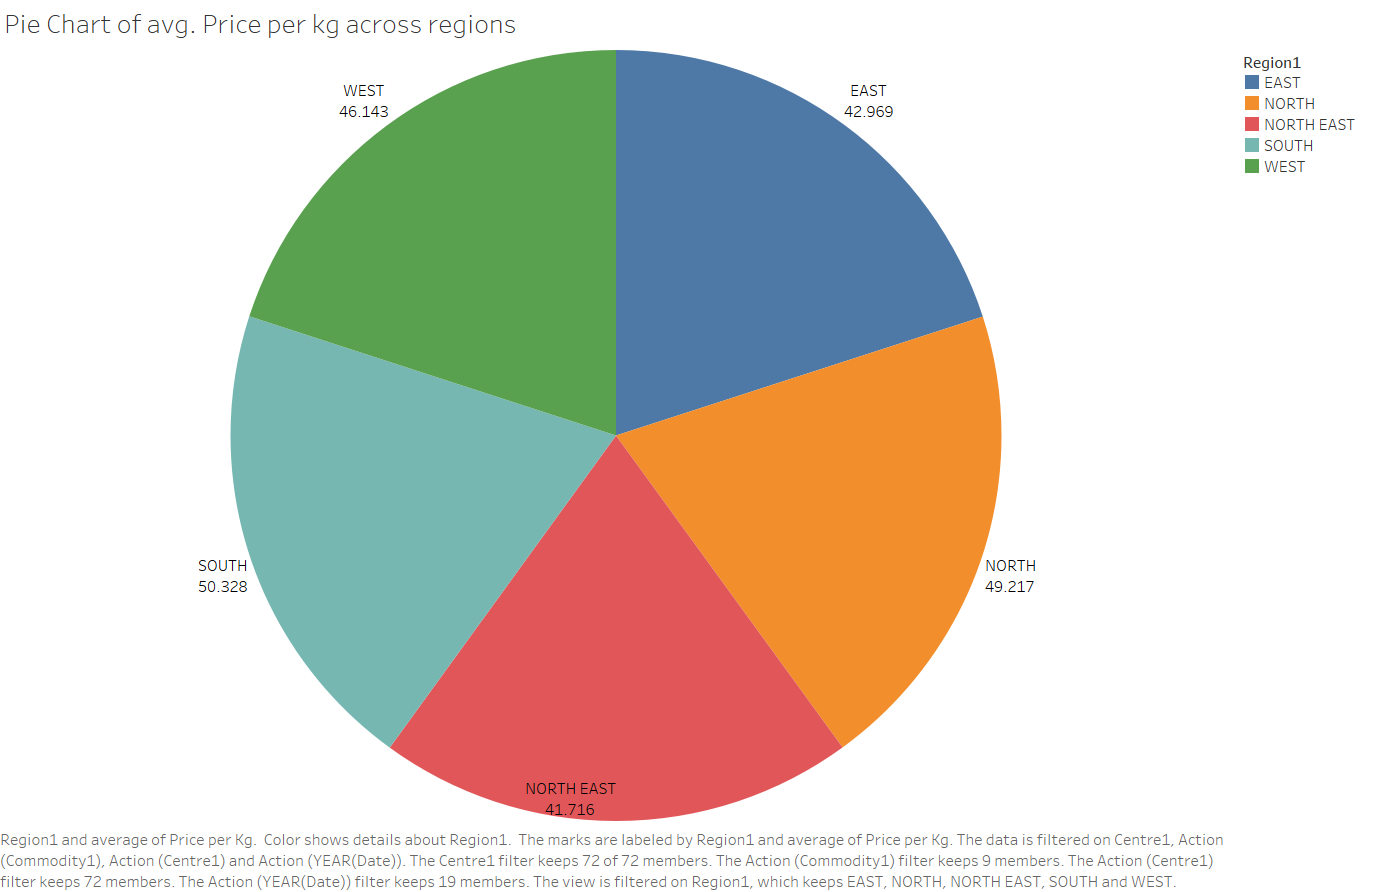 Pie Chart of avg. Price per kg across regions
WEST
46.143
EAST
42.969
SOUTH
50.328
NORTH
49.217
NORTH EAST
41.716
Region1
EAST
NORTH
NORTH EAST
SOUTH
WEST
Region1 and average of Price per Kg.  Color shows details about Region1.  The marks are labeled by Region1 and average of Price per Kg. The data is filtered on Centre1, Action
(Commodity1), Action (Centre1) and Action (YEAR(Date)). The Centre1 filter keeps 72 of 72 members. The Action (Commodity1) filter keeps 9 members. The Action (Centre1)
filter keeps 72 members. The Action (YEAR(Date)) filter keeps 19 members. The view is filtered on Region1, which keeps EAST, NORTH, NORTH EAST, SOUTH and WEST.